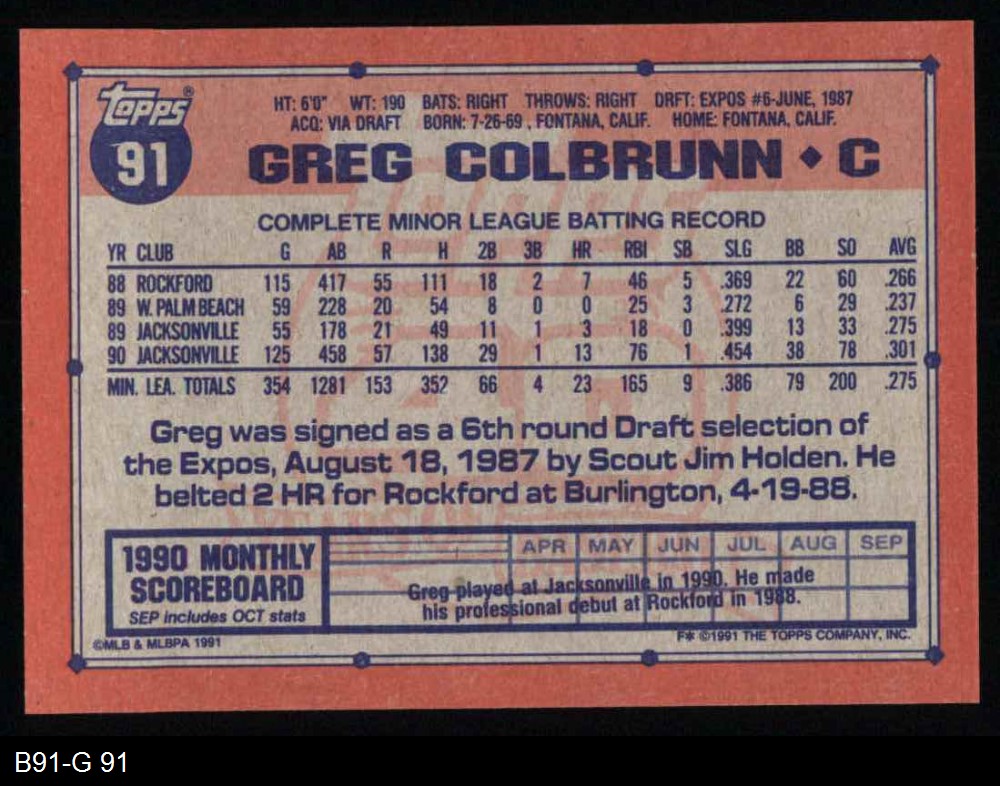 Topps®
91
HT: 6'0" WT: 190 BATS: RIGHT THROWS: RIGHT DRFT: EXPOS #6-JUNE, 1987
ACQ: VIA DRAFT BORN: 7-26-69 , FONTANA, CALIF. HOME: FONTANA, CALIF.
GREG COLBRUNN ◆ C
COMPLETE MINOR LEAGUE BATTING RECORD
YR CLUB G AB R H 2B 3B HR RBI SB SLG BB SO AVG
88 ROCKFORD 115 417 55 111 18 2 7 46 5 .369 22 60 .266
89 W. PALM BEACH 59 228 20 54 8 0 0 25 3 .272 6 29 .237
89 JACKSONVILLE 55 178 21 49 11 1 3 18 0 .399 13 33 .275
90 JACKSONVILLE 125 458 57 138 29 1 13 76 1 .454 38 78 .301
MIN. LEA. TOTALS 354 1281 153 352 66 4 23 165 9 .386 79 200 .275
Greg was signed as a 6th round Draft selection of
the Expos, August 18, 1987 by Scout Jim Holden. He
belted 2 HR for Rockford at Burlington, 4-19-88.
1990 MONTHLY
SCOREBOARD
SEP includes OCT stats
APR MAY JUN JUL AUG SEP
Greg played at Jacksonville in 1990. He made
his professional debut at Rockford in 1988.
©MLB & MLBPA 1991
F* ©1991 THE TOPPS COMPANY, INC.
B91-G 91